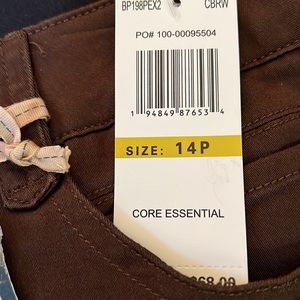 BP198PEX2 CBRW
PO# 100-00095504
1 94849 87653 4
SIZE: 14P
CORE ESSENTIAL